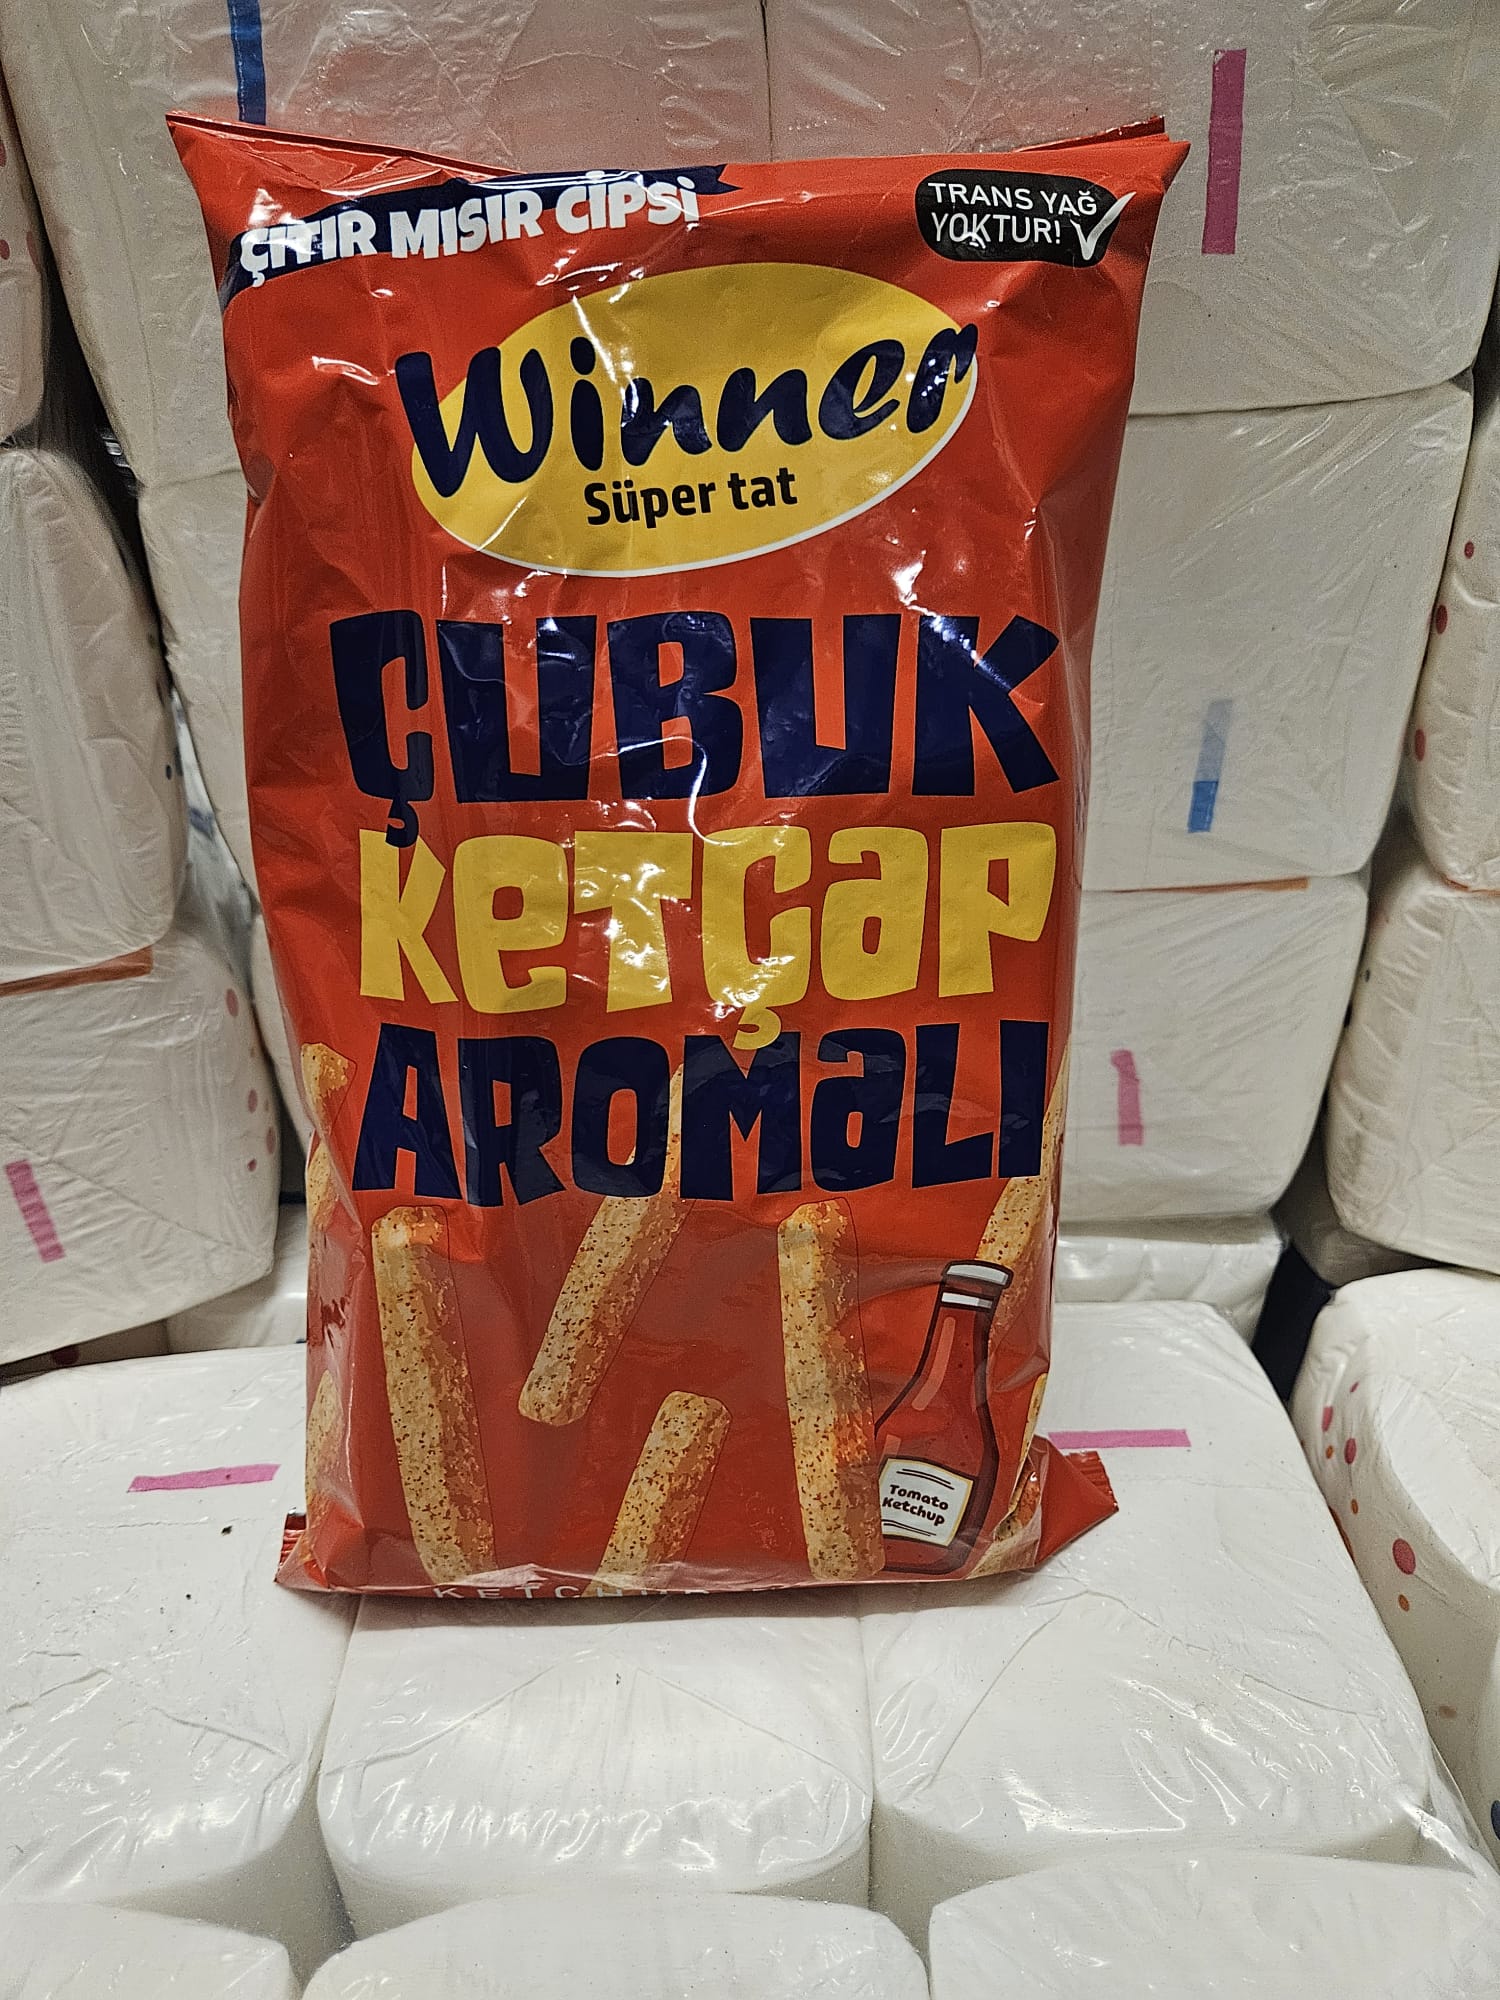 ÇITIR MISIR CİPSİ
TRANS YAĞ
YOKTUR!
Winner
Süper tat
ÇUBUK
KeTÇaP
AROMaLI
Tomato
Ketchup